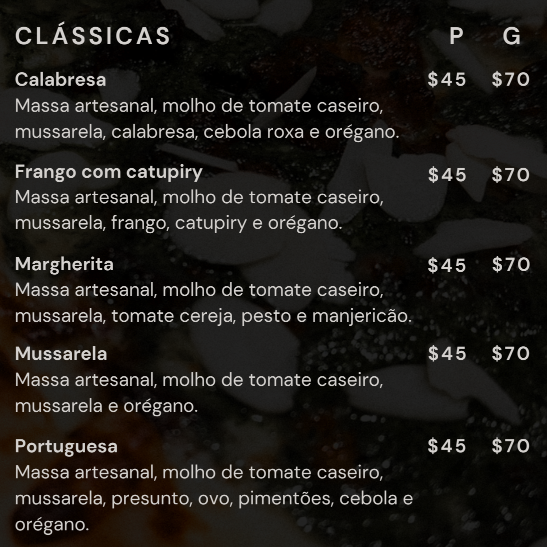 CLÁSSICAS P G
Calabresa $45 $70
Massa artesanal, molho de tomate caseiro,
mussarela, calabresa, cebola roxa e orégano.
Frango com catupiry $45 $70
Massa artesanal, molho de tomate caseiro,
mussarela, frango, catupiry e orégano.
Margherita $45 $70
Massa artesanal, molho de tomate caseiro,
mussarela, tomate cereja, pesto e manjericão.
Mussarela $45 $70
Massa artesanal, molho de tomate caseiro,
mussarela e orégano.
Portuguesa $45 $70
Massa artesanal, molho de tomate caseiro,
mussarela, presunto, ovo, pimentões, cebola e
orégano.